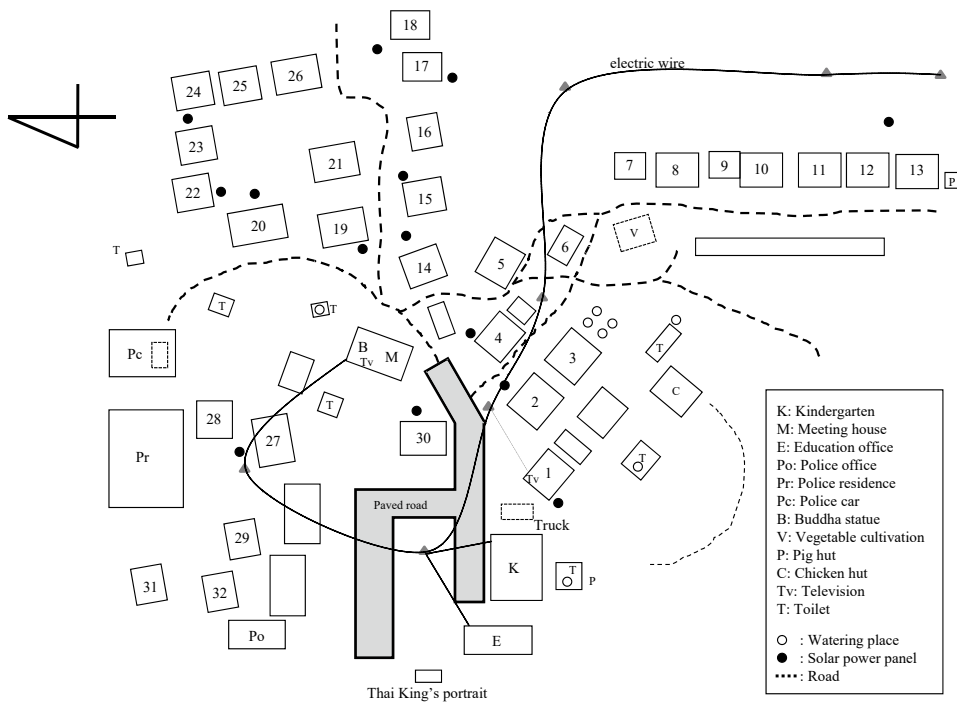 18
electric wire
17
26
25
24
16
23
21
7
8
9
10
11
12
13
P
22
15
20
19
V
6
T
5
14
T
T
4
Pc
B
M
Tv
3
T
C
2
28
T
27
30
Pr
1
Tv
T
Paved road
Truck
29
K
T
P
31
32
Po
E
Thai King's portrait
K: Kindergarten
M: Meeting house
E: Education office
Po: Police office
Pr: Police residence
Pc: Police car
B: Buddha statue
V: Vegetable cultivation
P: Pig hut
C: Chicken hut
Tv: Television
T: Toilet
: Watering place
: Solar power panel
: Road